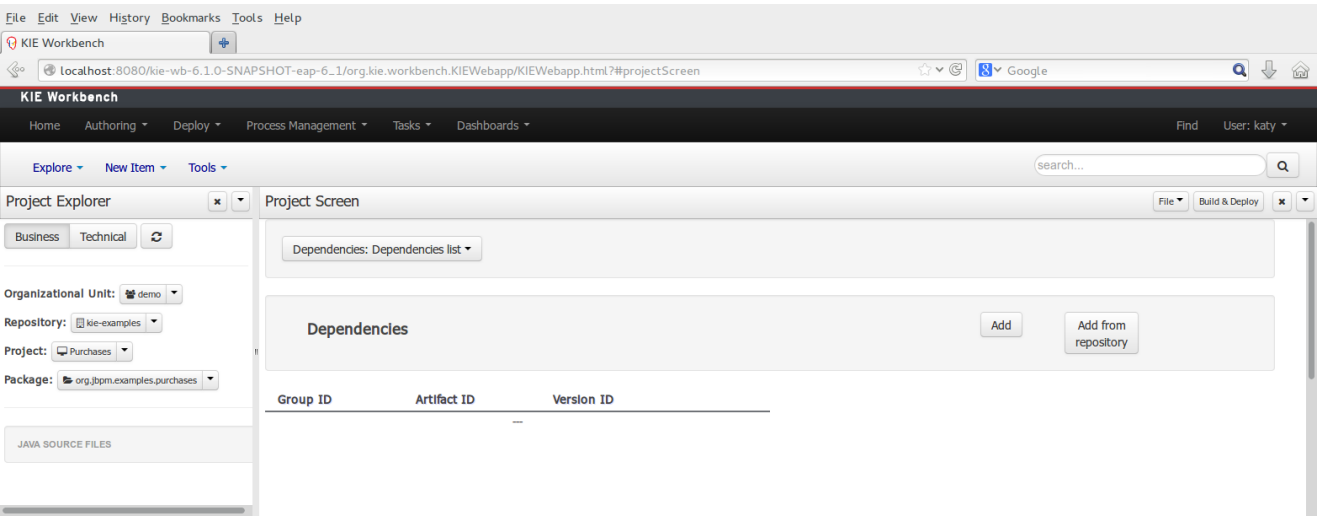 File Edit View History Bookmarks Tools Help
KIE Workbench
localhost:8080/kie-wb-6.1.0-SNAPSHOT-eap-6_1/org.kie.workbench.KIEWebapp/KIEWebapp.html?#projectScreen
Google
KIE Workbench
Home Authoring Deploy Process Management Tasks Dashboards Find User: katy
Explore New Item Tools search...
Project Explorer
Project Screen File Build & Deploy
Business Technical
Dependencies: Dependencies list
Organizational Unit: demo
Repository: kie-examples
Project: Purchases
Package: org.jbpm.examples.purchases
JAVA SOURCE FILES
Dependencies Add Add from
repository
Group ID Artifact ID Version ID
---